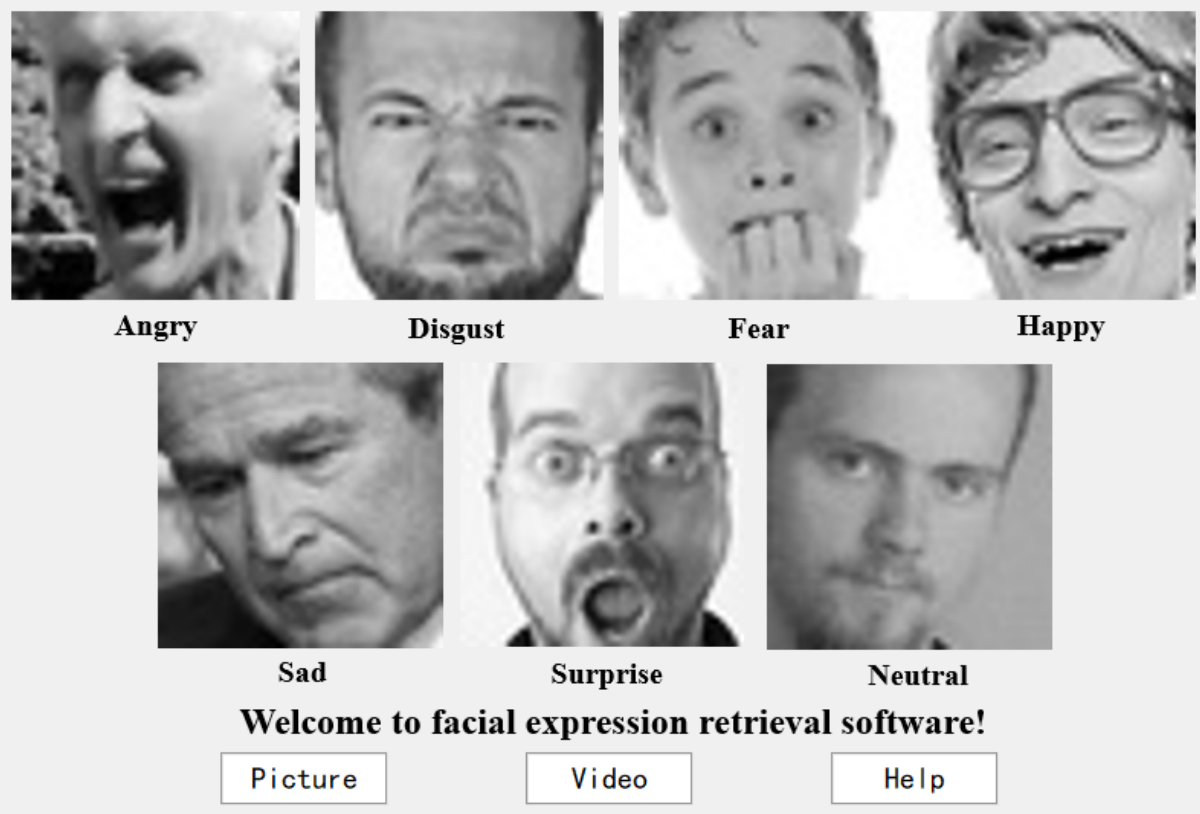 Angry Disgust Fear Happy
Sad Surprise Neutral
Welcome to facial expression retrieval software!
Picture Video Help